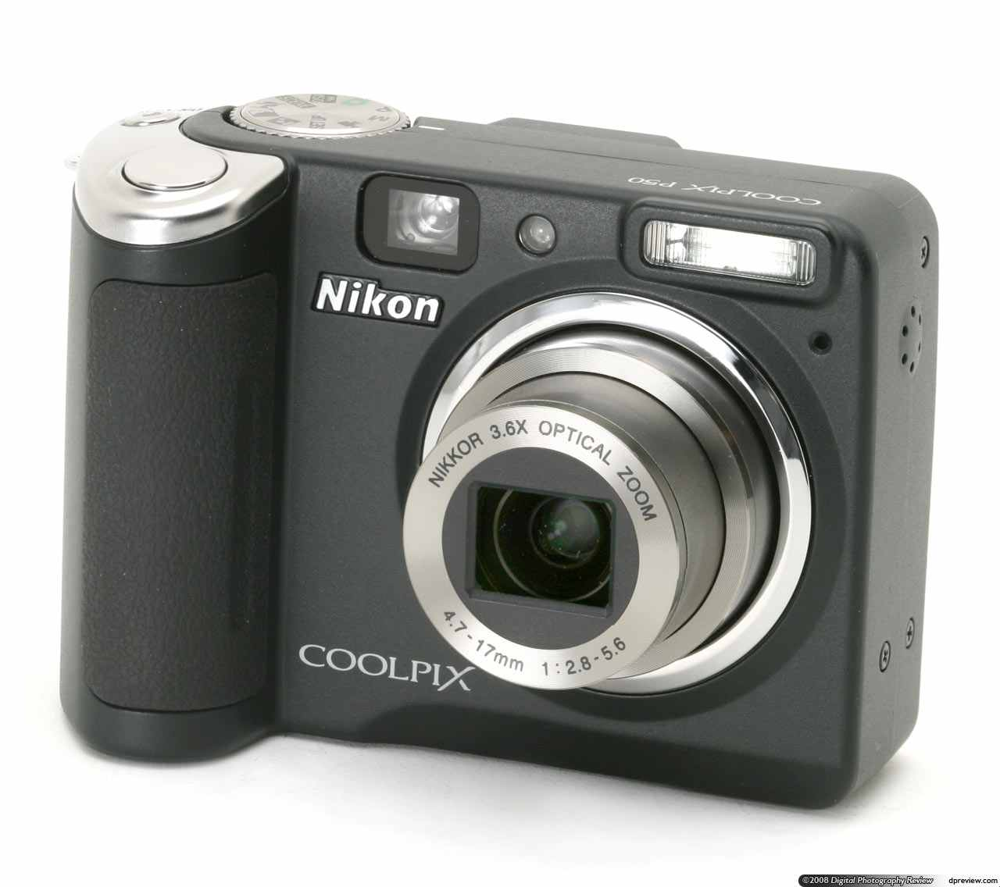 SETUP
M
COOLPIX P50
Nikon
NIKKOR 3.6X OPTICAL ZOOM
4.7-17mm 1:2.8-5.6
COOLPIX
©2008 Digital Photography Review dpreview.com